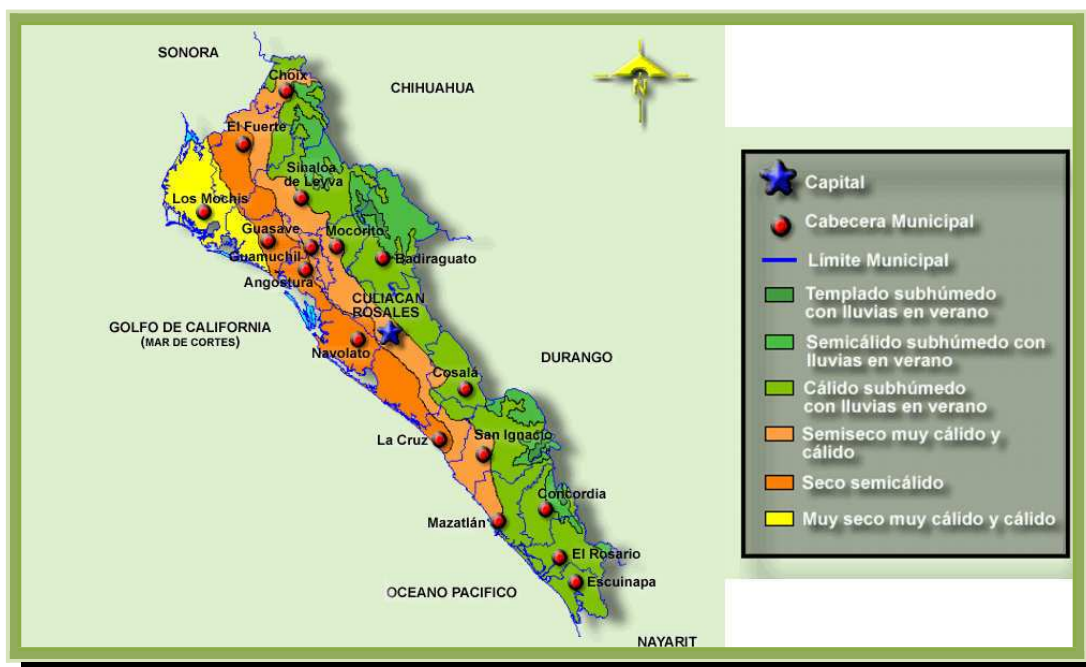 SONORA
CHIHUAHUA
N
Choix
El Fuerte
Sinaloa
de Leyva
Los Mochis
Guasave
Mocorito
Guamuchil
Badiraguato
Angostura
CULIACAN
ROSALES
GOLFO DE CALIFORNIA
(MAR DE CORTES)
Navolato
DURANGO
Cosalá
La Cruz
San Ignacio
Concordia
Mazatlán
El Rosario
Escuinapa
OCEANO PACIFICO
NAYARIT
Capital
Cabecera Municipal
Límite Municipal
Templado subhúmedo
con lluvias en verano
Semicálido subhúmedo con
lluvias en verano
Cálido subhúmedo
con lluvias en verano
Semiseco muy cálido y
cálido
Seco semicálido
Muy seco muy cálido y cálido